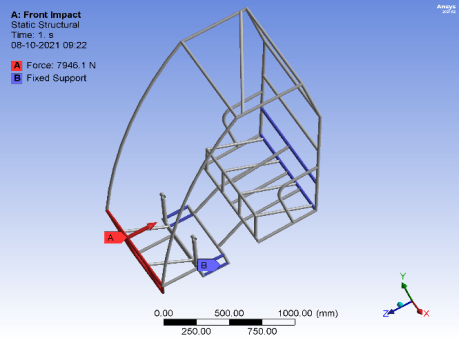 A: Front Impact
Static Structural
Time: 1. s
08-10-2021 09:22
A Force: 7946.1 N
B Fixed Support
Ansys
A
B
0.00 500.00 1000.00 (mm)
250.00 750.00
Y
Z X